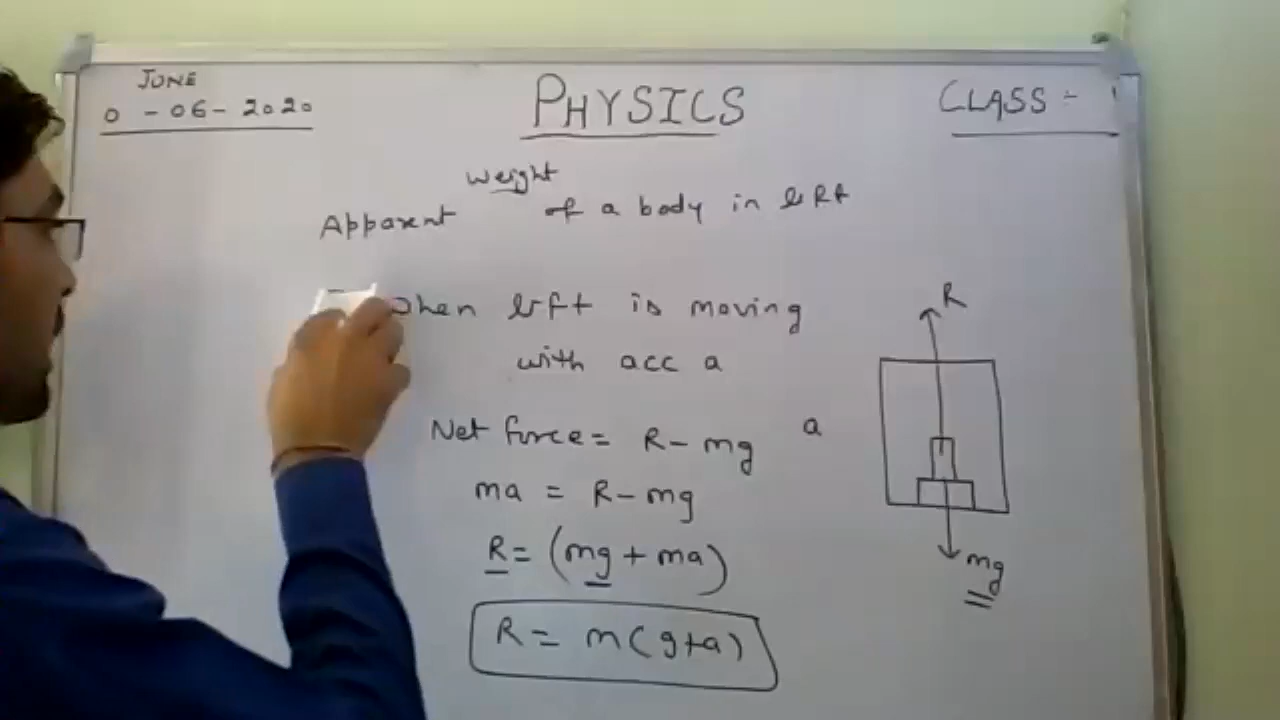 JUNE
0 - 06 - 2020
PHYSICS
CLASS :-
Apparent weight of a body in lift
When lift is moving
with acc a
Net force = R - mg
a
ma = R - mg
R = (mg + ma)
R = m(g+a)
R
mg